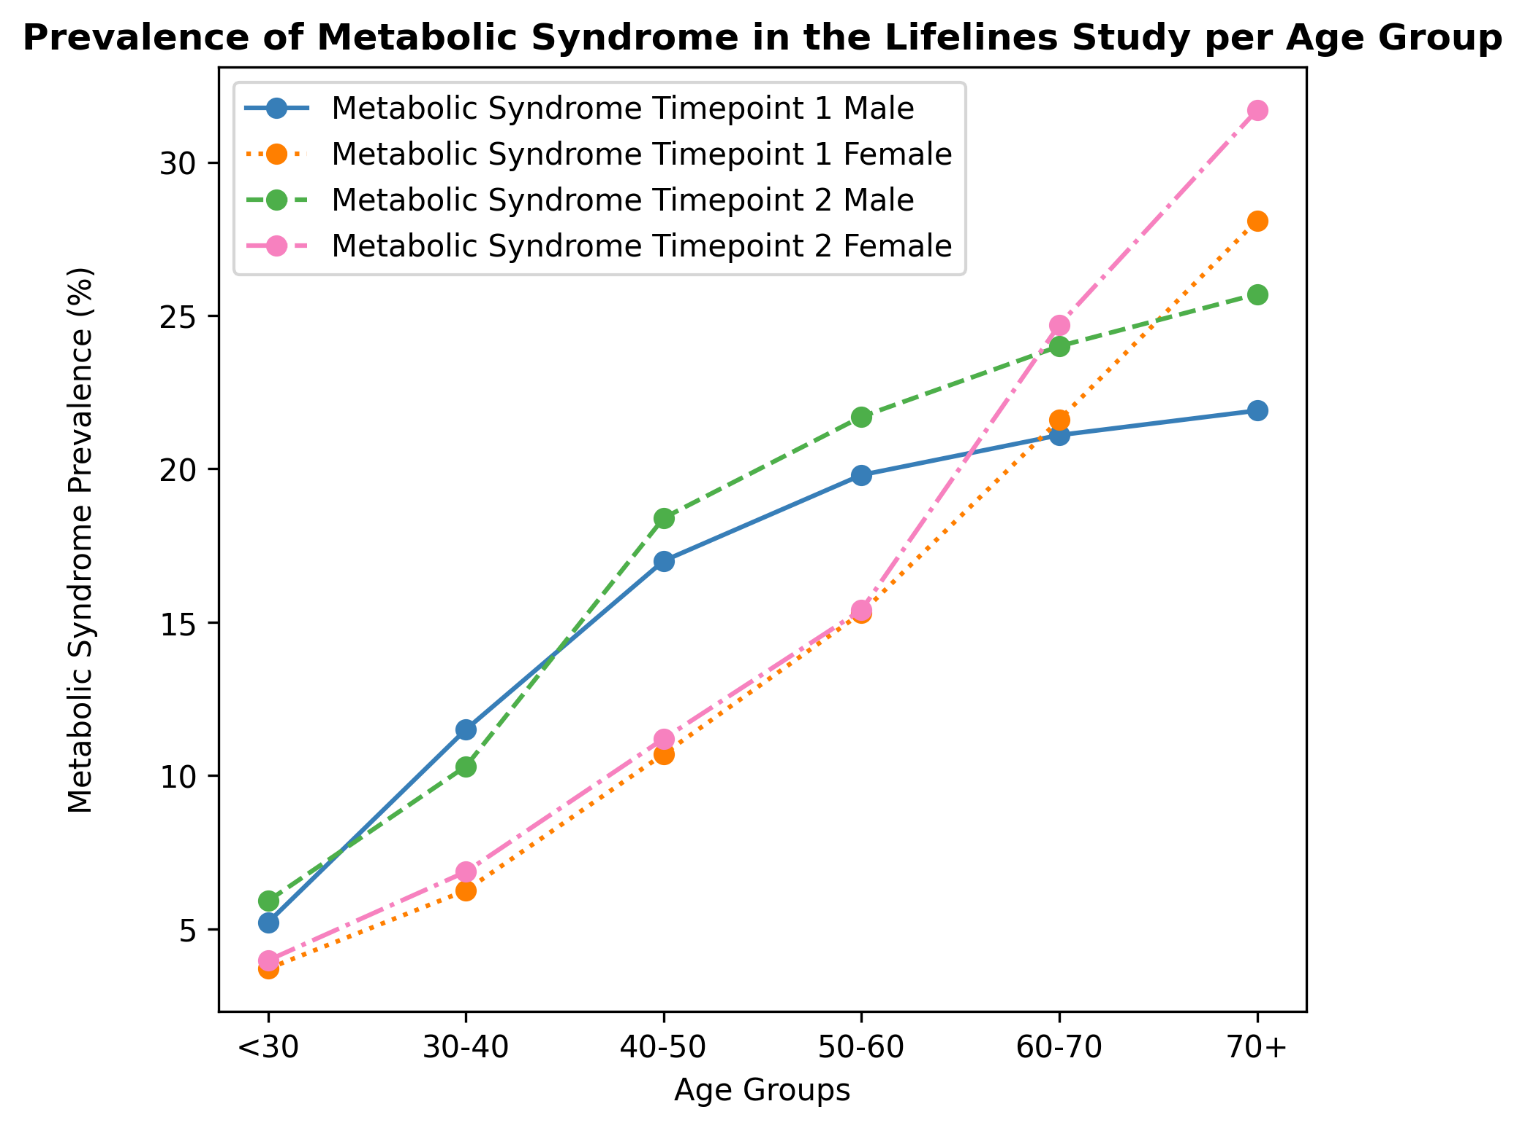 Prevalence of Metabolic Syndrome in the Lifelines Study per Age Group
Metabolic Syndrome Timepoint 1 Male
Metabolic Syndrome Timepoint 1 Female
Metabolic Syndrome Timepoint 2 Male
Metabolic Syndrome Timepoint 2 Female
Metabolic Syndrome Prevalence (%)
30
25
20
15
10
5
<30 30-40 40-50 50-60 60-70 70+
Age Groups